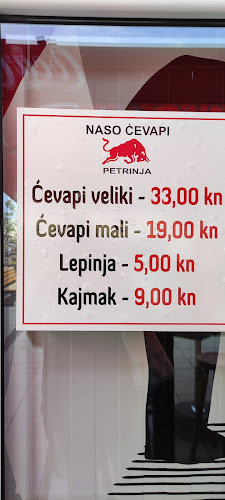 NASO ĆEVAPI
PETRINJA
Ćevapi veliki - 33,00 kn
Ćevapi mali - 19,00 kn
Lepinja - 5,00 kn
Kajmak - 9,00 kn